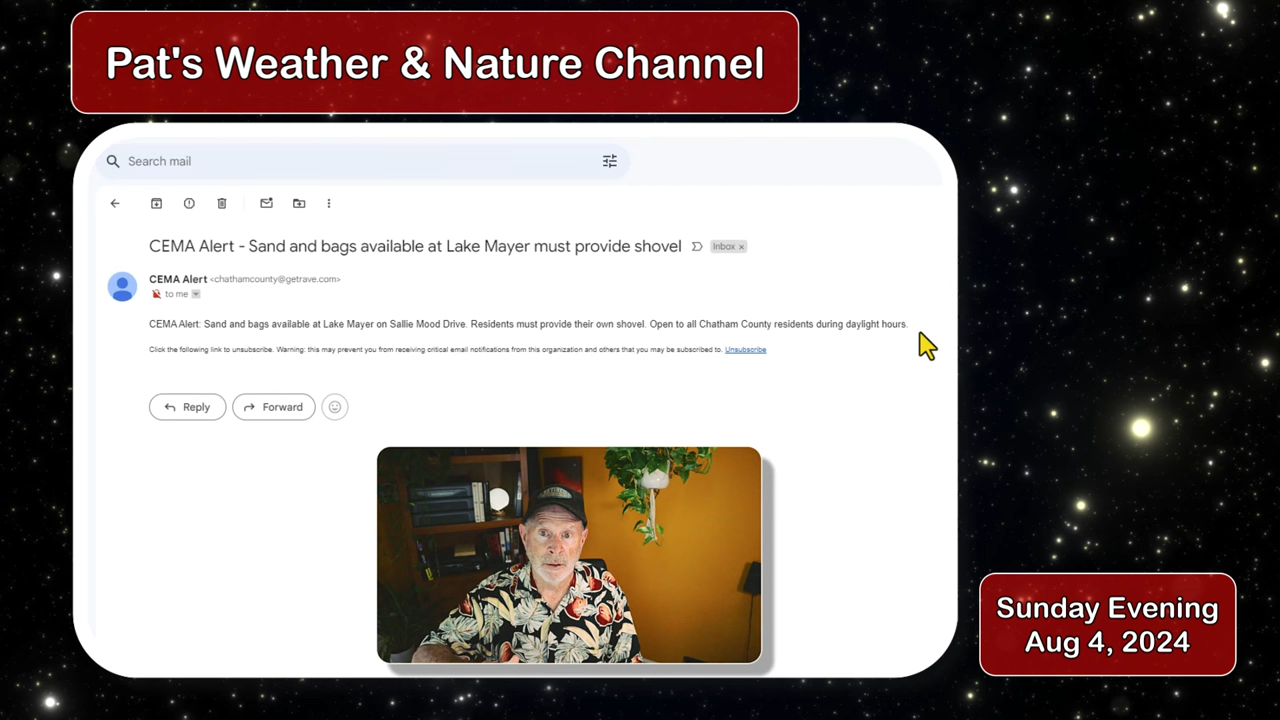 Pat's Weather & Nature Channel
Search mail
CEMA Alert - Sand and bags available at Lake Mayer must provide shovel Inbox x
CEMA Alert <chathamcounty@getrave.com>
to me
CEMA Alert: Sand and bags available at Lake Mayer on Sallie Mood Drive. Residents must provide their own shovel. Open to all Chatham County residents during daylight hours.
Click the following link to unsubscribe. Warning: this may prevent you from receiving critical email notifications from this organization and others that you may be subscribed to. Unsubscribe
Reply Forward
Sunday Evening
Aug 4, 2024